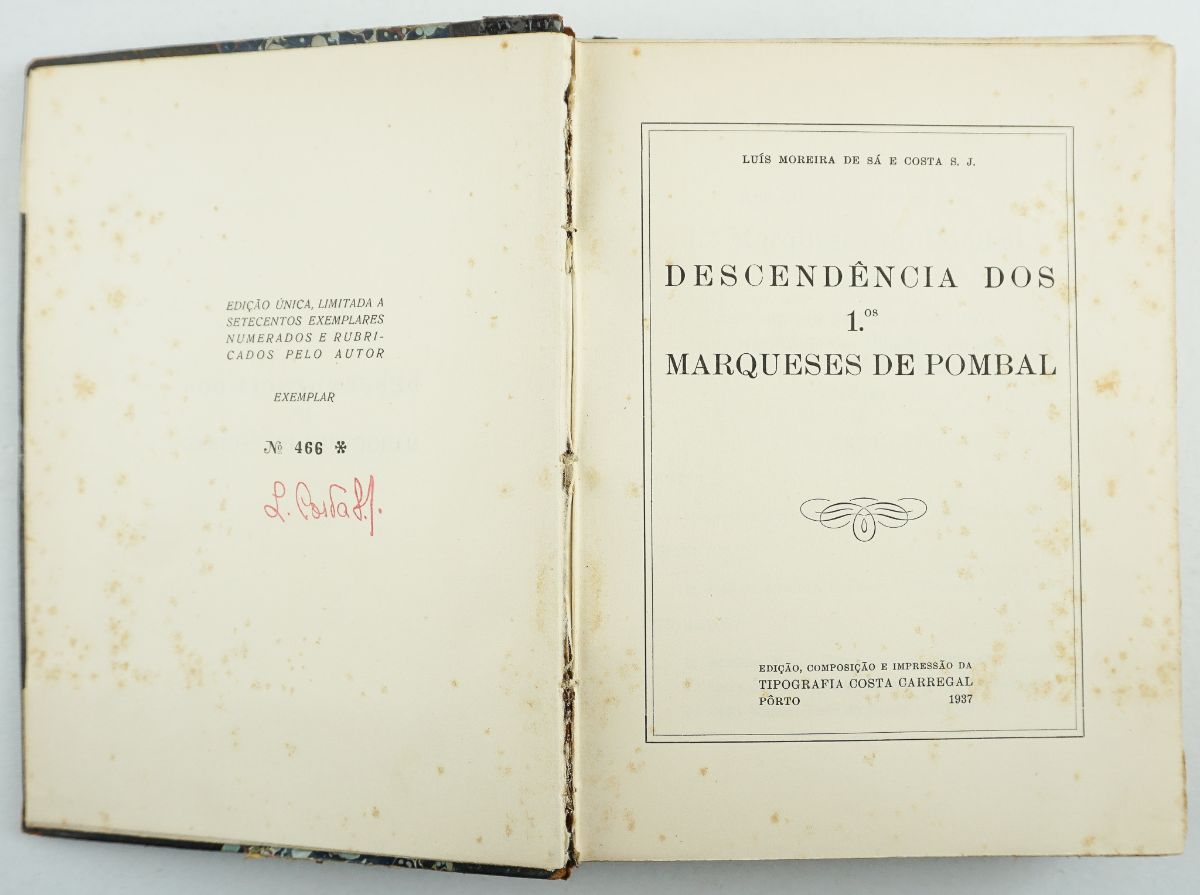 EDIÇÃO ÚNICA, LIMITADA A
SETECENTOS EXEMPLARES
NUMERADOS E RUBRI-
CADOS PELO AUTOR
EXEMPLAR
Nº 466 *
L. Costa S. J.
LUÍS MOREIRA DE SÁ E COSTA S. J.
DESCENDÊNCIA DOS
1.os
MARQUESES DE POMBAL
EDIÇÃO, COMPOSIÇÃO E IMPRESSÃO DA
TIPOGRAFIA COSTA CARREGAL
PÔRTO 1937